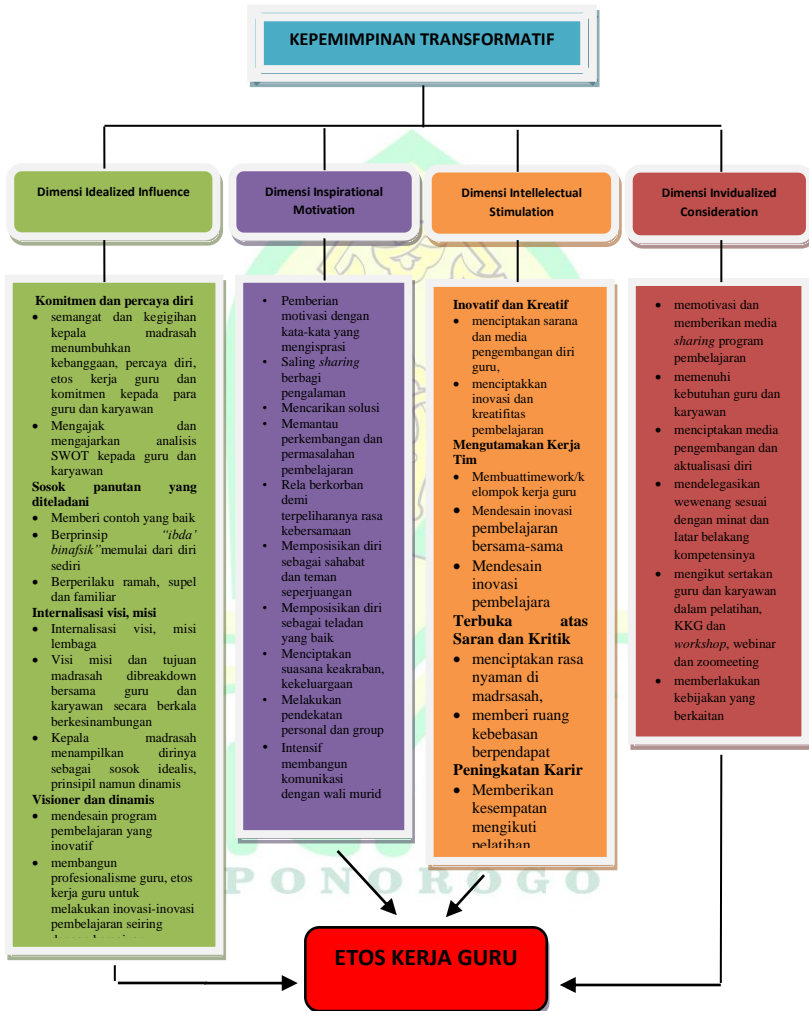 KEPEMIMPINAN TRANSFORMATIF
Dimensi Idealized Influence
Dimensi Inspirational
Motivation
Dimensi Intellelectual
Stimulation
Dimensi Invidualized
Consideration
Komitmen dan percaya diri
• semangat dan kegigihan
kepala madrasah
menumbuhkan
kebanggaan, percaya diri,
etos kerja guru dan
komitmen kepada para
guru dan karyawan
• Mengajak dan
mengajarkan analisis
SWOT kepada guru dan
karyawan
Sosok panutan yang
diteladani
• Memberi contoh yang baik
• Berprinsip “ibda’
binafsik”memulai dari diri
sediri
• Berperilaku ramah, supel
dan familiar
Internalisasi visi, misi
• Internalisasi visi, misi
lembaga
• Visi misi dan tujuan
madrasah dibreakdown
bersama guru dan
karyawan secara berkala
berkesinambungan
• Kepala madrasah
menampilkan dirinya
sebagai sosok idealis,
prinsipil namun dinamis
Visioner dan dinamis
• mendesain program
pembelajaran yang
inovatif
• membangun
profesionalisme guru, etos
kerja guru untuk
melakukan inovasi-inovasi
pembelajaran seiring
• Pemberian
motivasi dengan
kata-kata yang
mengisprasi
• Saling sharing
berbagi
pengalaman
• Mencarikan solusi
• Memantau
perkembangan dan
permasalahan
pembelajaran
• Rela berkorban
demi
terpeliharanya rasa
kebersamaan
• Memposisikan diri
sebagai sahabat
dan teman
seperjuangan
• Memposisikan diri
sebagai teladan
yang baik
• Menciptakan
suasana keakraban,
kekeluargaan
• Melakukan
pendekatan
personal dan group
• Intensif
membangun
komunikasi
dengan wali murid
Inovatif dan Kreatif
• menciptakan sarana
dan media
pengembangan diri
guru,
• menciptakkan
inovasi dan
kreatifitas
pembelajaran
Mengutamakan Kerja
Tim
• Membuattimework/k
elompok kerja guru
• Mendesain inovasi
pembelajaran
bersama-sama
• Mendesain
inovasi
pembelajara
Terbuka atas
Saran dan Kritik
• menciptakan rasa
nyaman di
madrsasah,
• memberi ruang
kebebasan
berpendapat
Peningkatan Karir
• Memberikan
kesempatan
mengikuti
pelatihan
• memotivasi dan
memberikan media
sharing program
pembelajaran
• memenuhi
kebutuhan guru dan
karyawan
• menciptakan media
pengembangan dan
aktualisasi diri
• mendelegasikan
wewenang sesuai
dengan minat dan
latar belakang
kompetensinya
• mengikut sertakan
guru dan karyawan
dalam pelatihan,
KKG dan
workshop, webinar
dan zoomeeting
• memberlakukan
kebijakan yang
berkaitan
PONOROGO
ETOS KERJA GURU